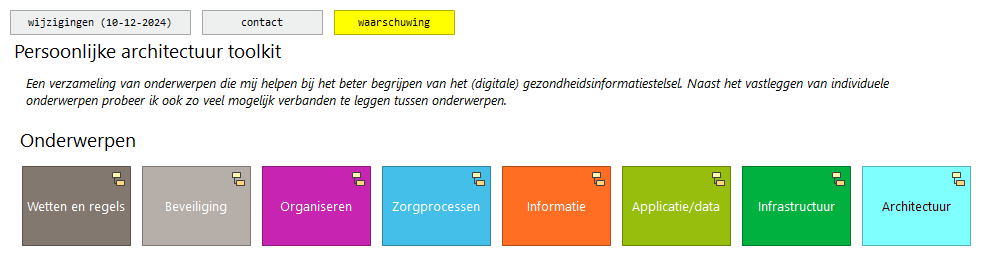 wijzigingen (10-12-2024)
contact
waarschuwing
Persoonlijke architectuur toolkit
Een verzameling van onderwerpen die mij helpen bij het beter begrijpen van het (digitale) gezondheidsinformatiestelsel. Naast het vastleggen van individuele
onderwerpen probeer ik ook zo veel mogelijk verbanden te leggen tussen onderwerpen.
Onderwerpen
Wetten en regels
Beveiliging
Organiseren
Zorgprocessen
Informatie
Applicatie/data
Infrastructuur
Architectuur